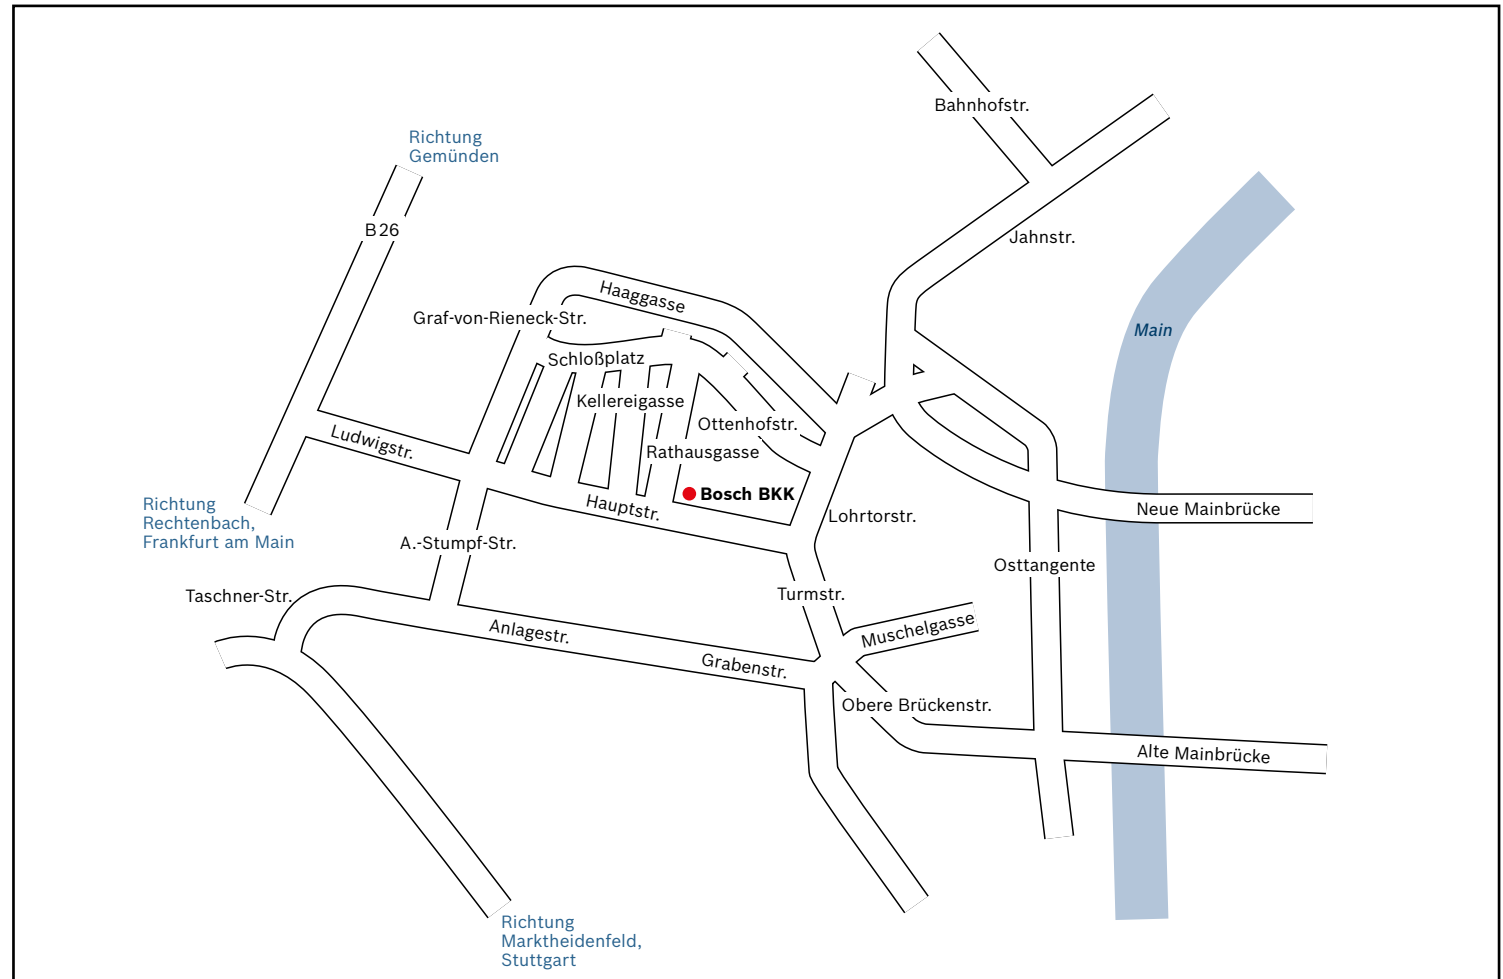 Bahnhofstr.
Richtung
Gemünden
B 26
Jahnstr.
Haaggasse
Graf-von-Rieneck-Str.
Main
Schloßplatz
Kellereigasse
Ottenhofstr.
Ludwigstr.
Rathausgasse
Bosch BKK
Richtung
Rechtenbach,
Frankfurt am Main
Hauptstr.
Lohrtorstr.
Neue Mainbrücke
A.-Stumpf-Str.
Osttangente
Taschner-Str.
Turmstr.
Anlagestr.
Muschelgasse
Grabenstr.
Obere Brückenstr.
Alte Mainbrücke
Richtung
Marktheidenfeld,
Stuttgart